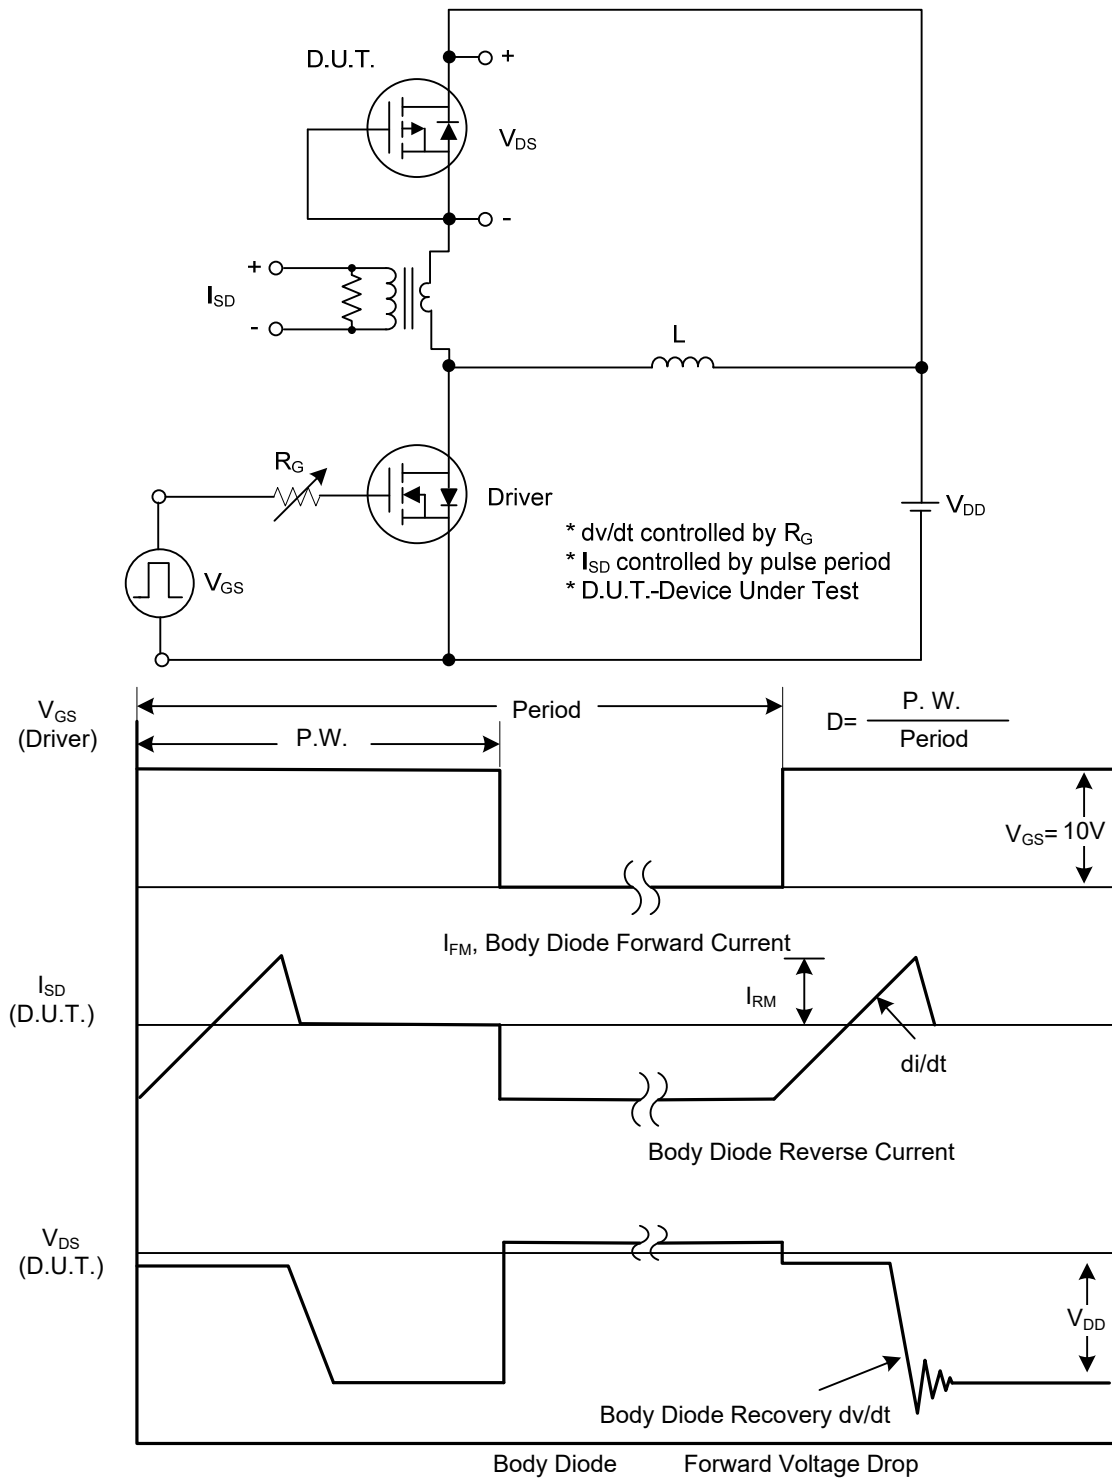 D.U.T.
+
V_DS
-
+
I_SD
-
L
R_G
Driver
V_DD
* dv/dt controlled by R_G
* I_SD controlled by pulse period
* D.U.T.-Device Under Test
V_GS
V_GS
(Driver)
Period
P.W.
D= P. W.
Period
V_GS= 10V
I_FM, Body Diode Forward Current
I_SD
(D.U.T.)
I_RM
di/dt
Body Diode Reverse Current
V_DS
(D.U.T.)
V_DD
Body Diode Recovery dv/dt
Body Diode Forward Voltage Drop